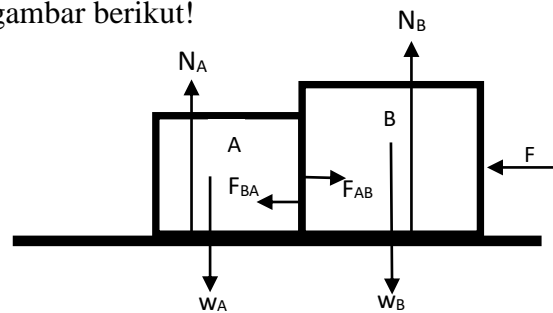 gambar berikut!
N_B
N_A
B
A
F
F_BA
F_AB
w_A
w_B